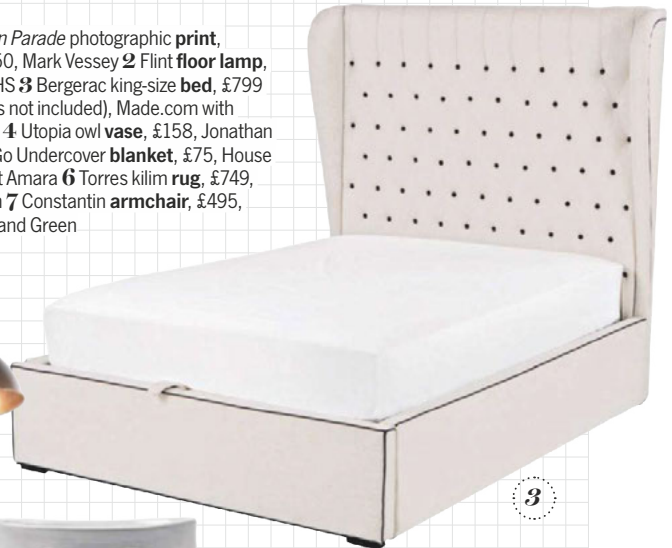 n Parade photographic print,
50, Mark Vessey 2 Flint floor lamp,
HS 3 Bergerac king-size bed, £799
s not included), Made.com with
4 Utopia owl vase, £158, Jonathan
Go Undercover blanket, £75, House
t Amara 6 Torres kilim rug, £749,
7 Constantin armchair, £495,
and Green
3